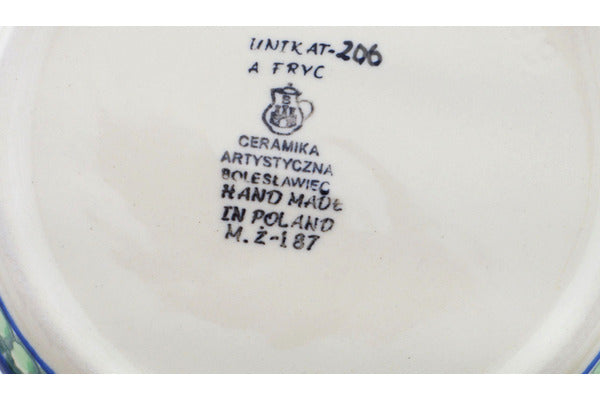 UNIKAT-206
A FRYC
B
CERAMIKA
ARTYSTYCZNA
BOLESŁAWIEC
HAND MADE
IN POLAND
M.Ż-187